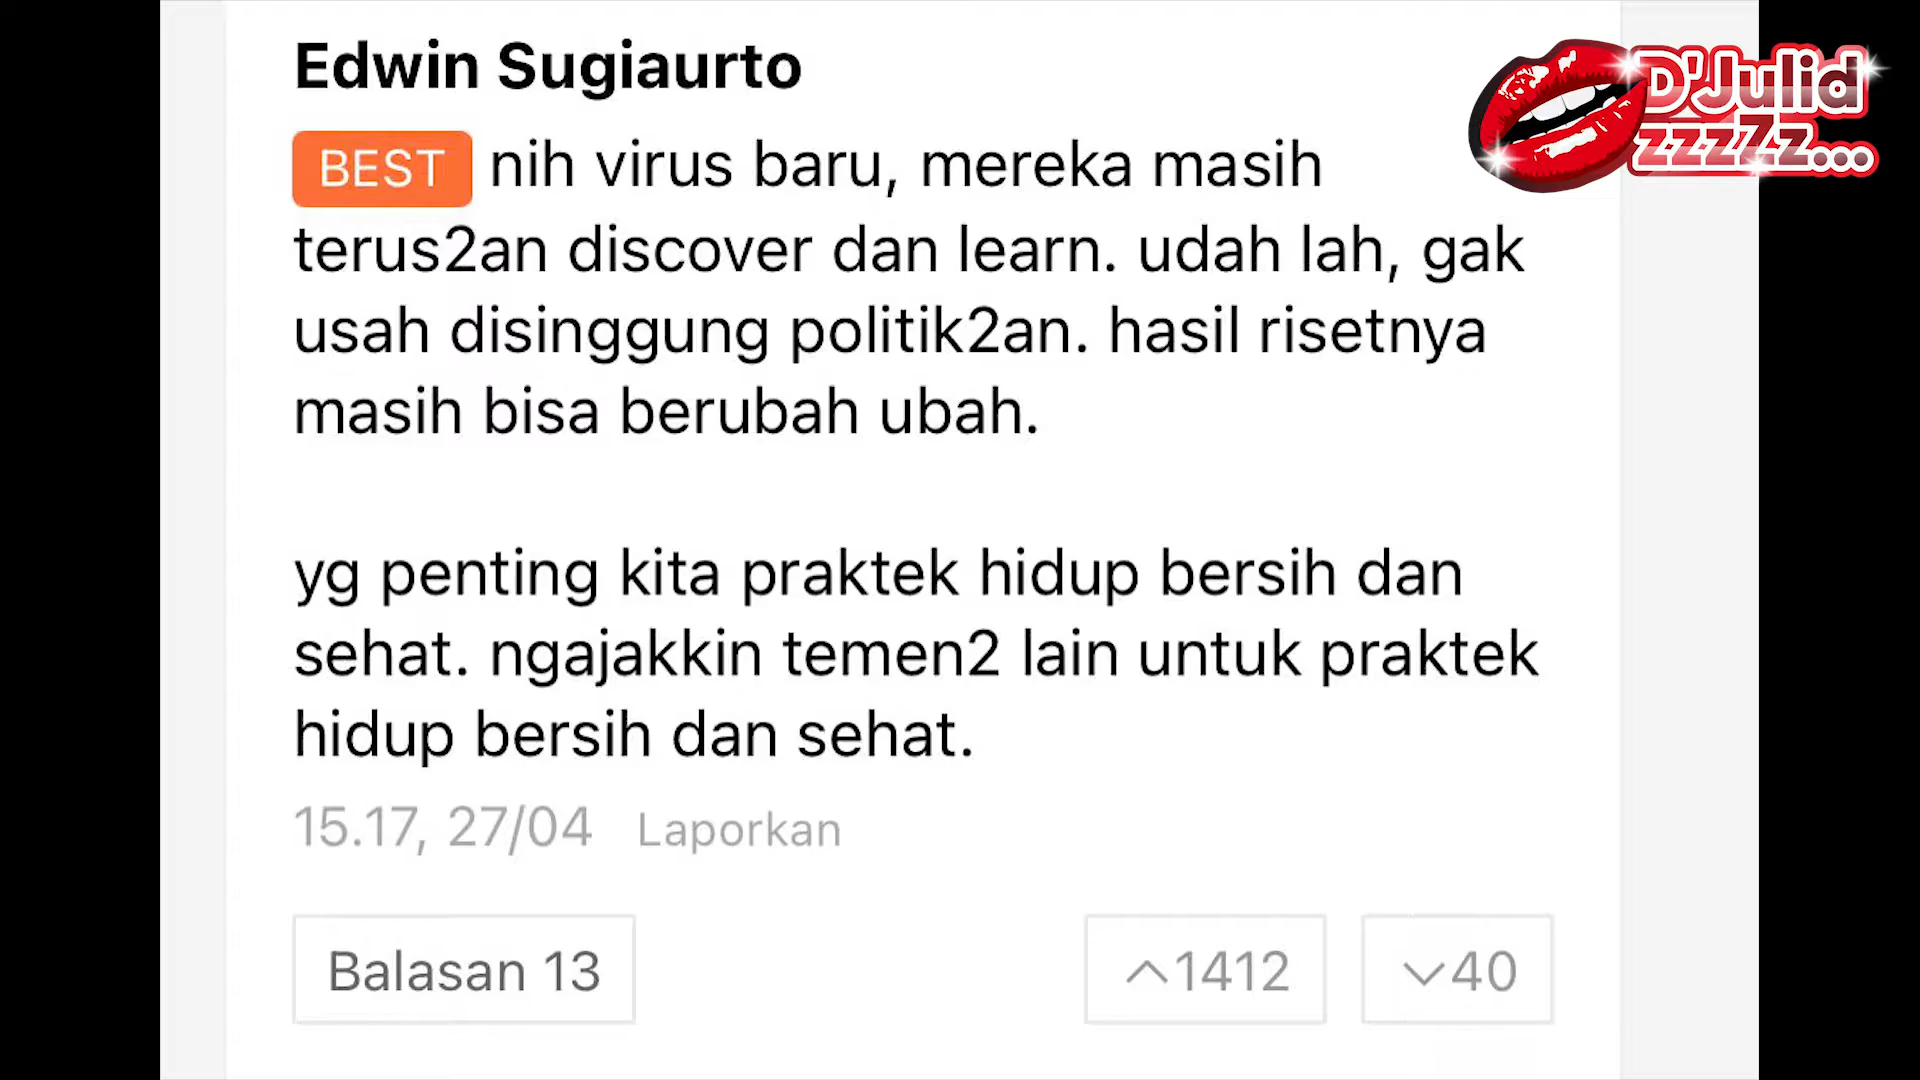 Edwin Sugiaurto
BEST nih virus baru, mereka masih
terus2an discover dan learn. udah lah, gak
usah disinggung politik2an. hasil risetnya
masih bisa berubah ubah.
yg penting kita praktek hidup bersih dan
sehat. ngajakkin temen2 lain untuk praktek
hidup bersih dan sehat.
15.17, 27/04 Laporkan
Balasan 13
1412
40
D'Julid
zzzZz...